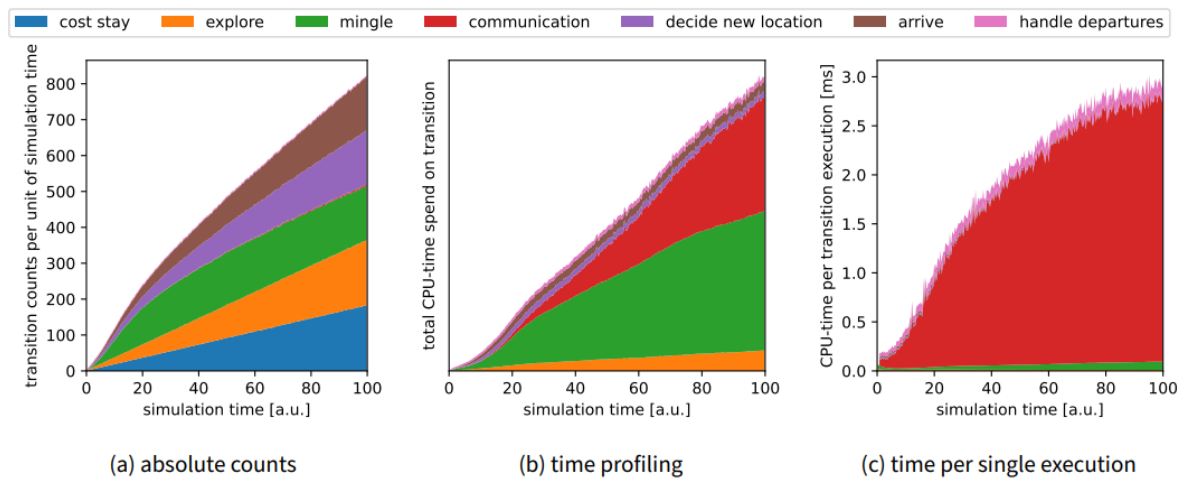 cost stay explore mingle communication decide new location arrive handle departures
transition counts per unit of simulation time
800
700
600
500
400
300
200
100
0
0 20 40 60 80 100
simulation time [a.u.]
(a) absolute counts
total CPU-time spend on transition
0 20 40 60 80 100
simulation time [a.u.]
(b) time profiling
CPU-time per transition execution [ms]
3.0
2.5
2.0
1.5
1.0
0.5
0.0
0 20 40 60 80 100
simulation time [a.u.]
(c) time per single execution